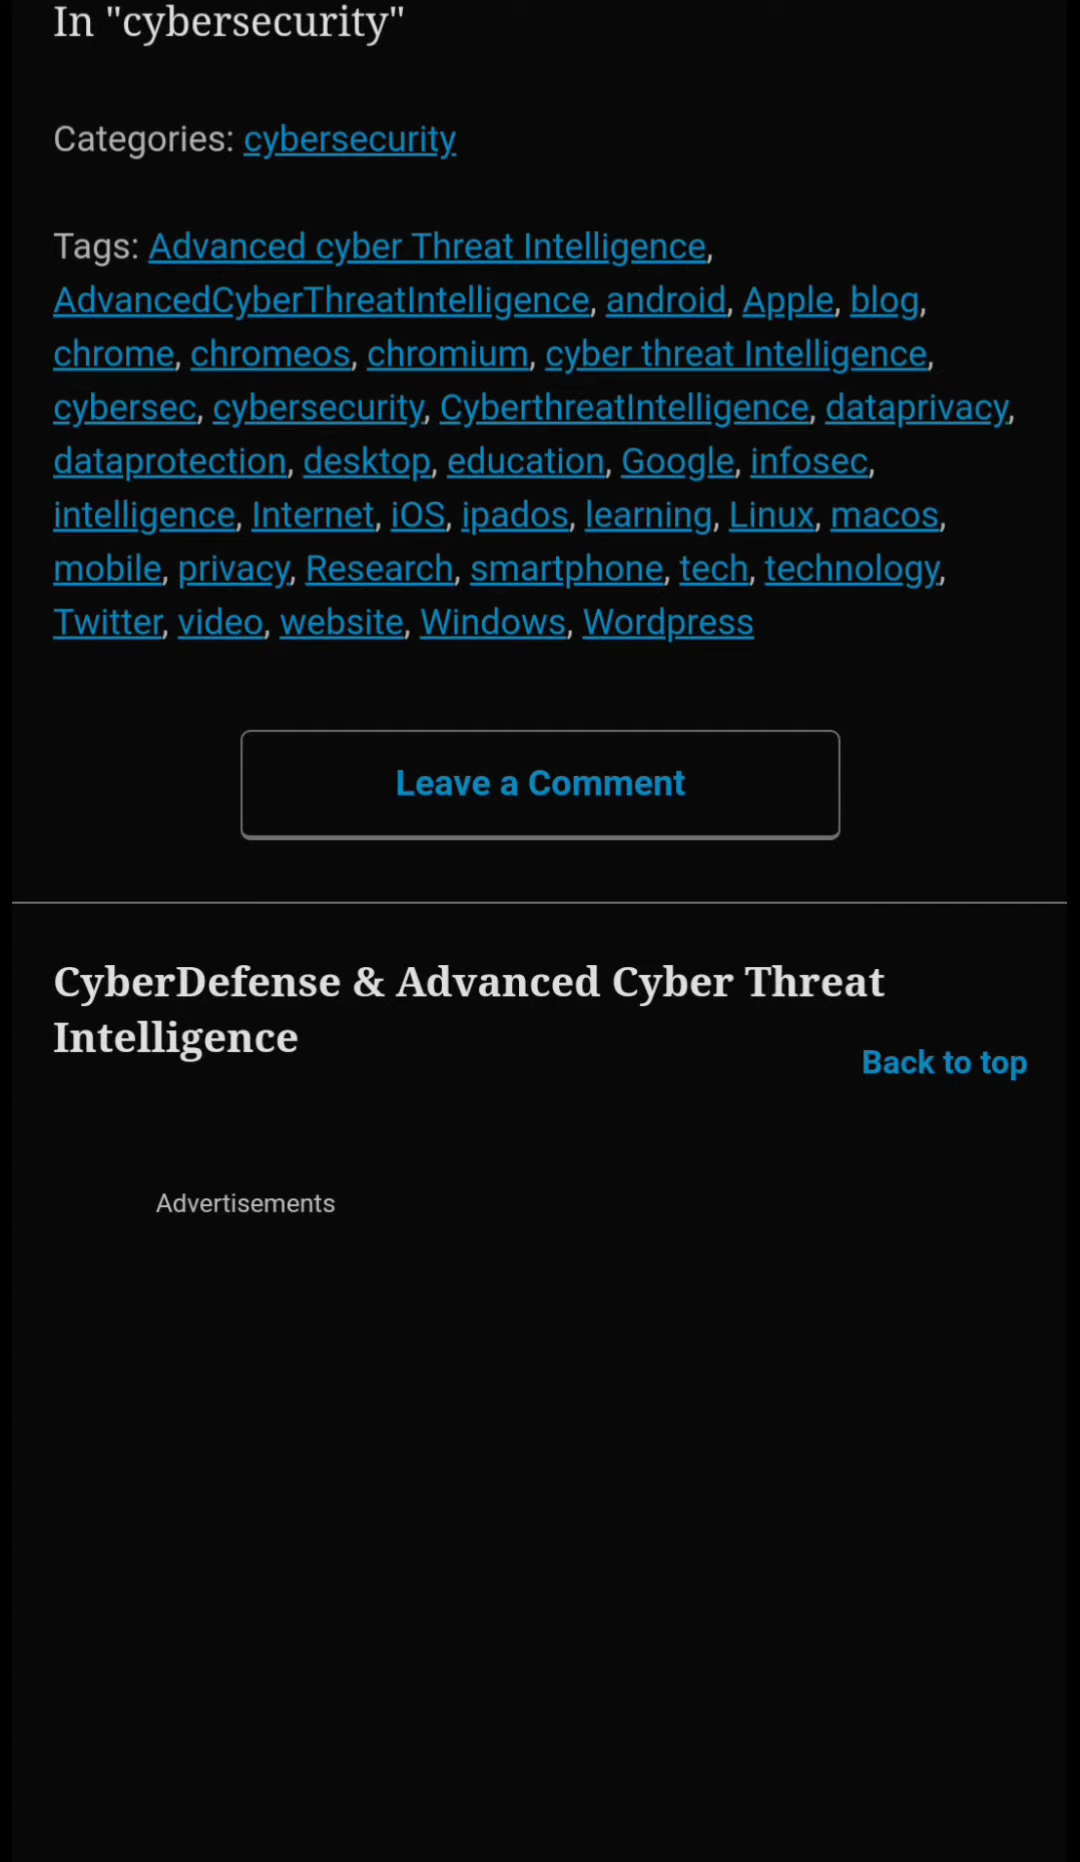 In "cybersecurity"
Categories: cybersecurity
Tags: Advanced cyber Threat Intelligence,
AdvancedCyberThreatIntelligence, android, Apple, blog,
chrome, chromeos, chromium, cyber threat Intelligence,
cybersec, cybersecurity, CyberthreatIntelligence, dataprivacy,
dataprotection, desktop, education, Google, infosec,
intelligence, Internet, iOS, ipados, learning, Linux, macos,
mobile, privacy, Research, smartphone, tech, technology,
Twitter, video, website, Windows, Wordpress
Leave a Comment
CyberDefense & Advanced Cyber Threat
Intelligence
Back to top
Advertisements